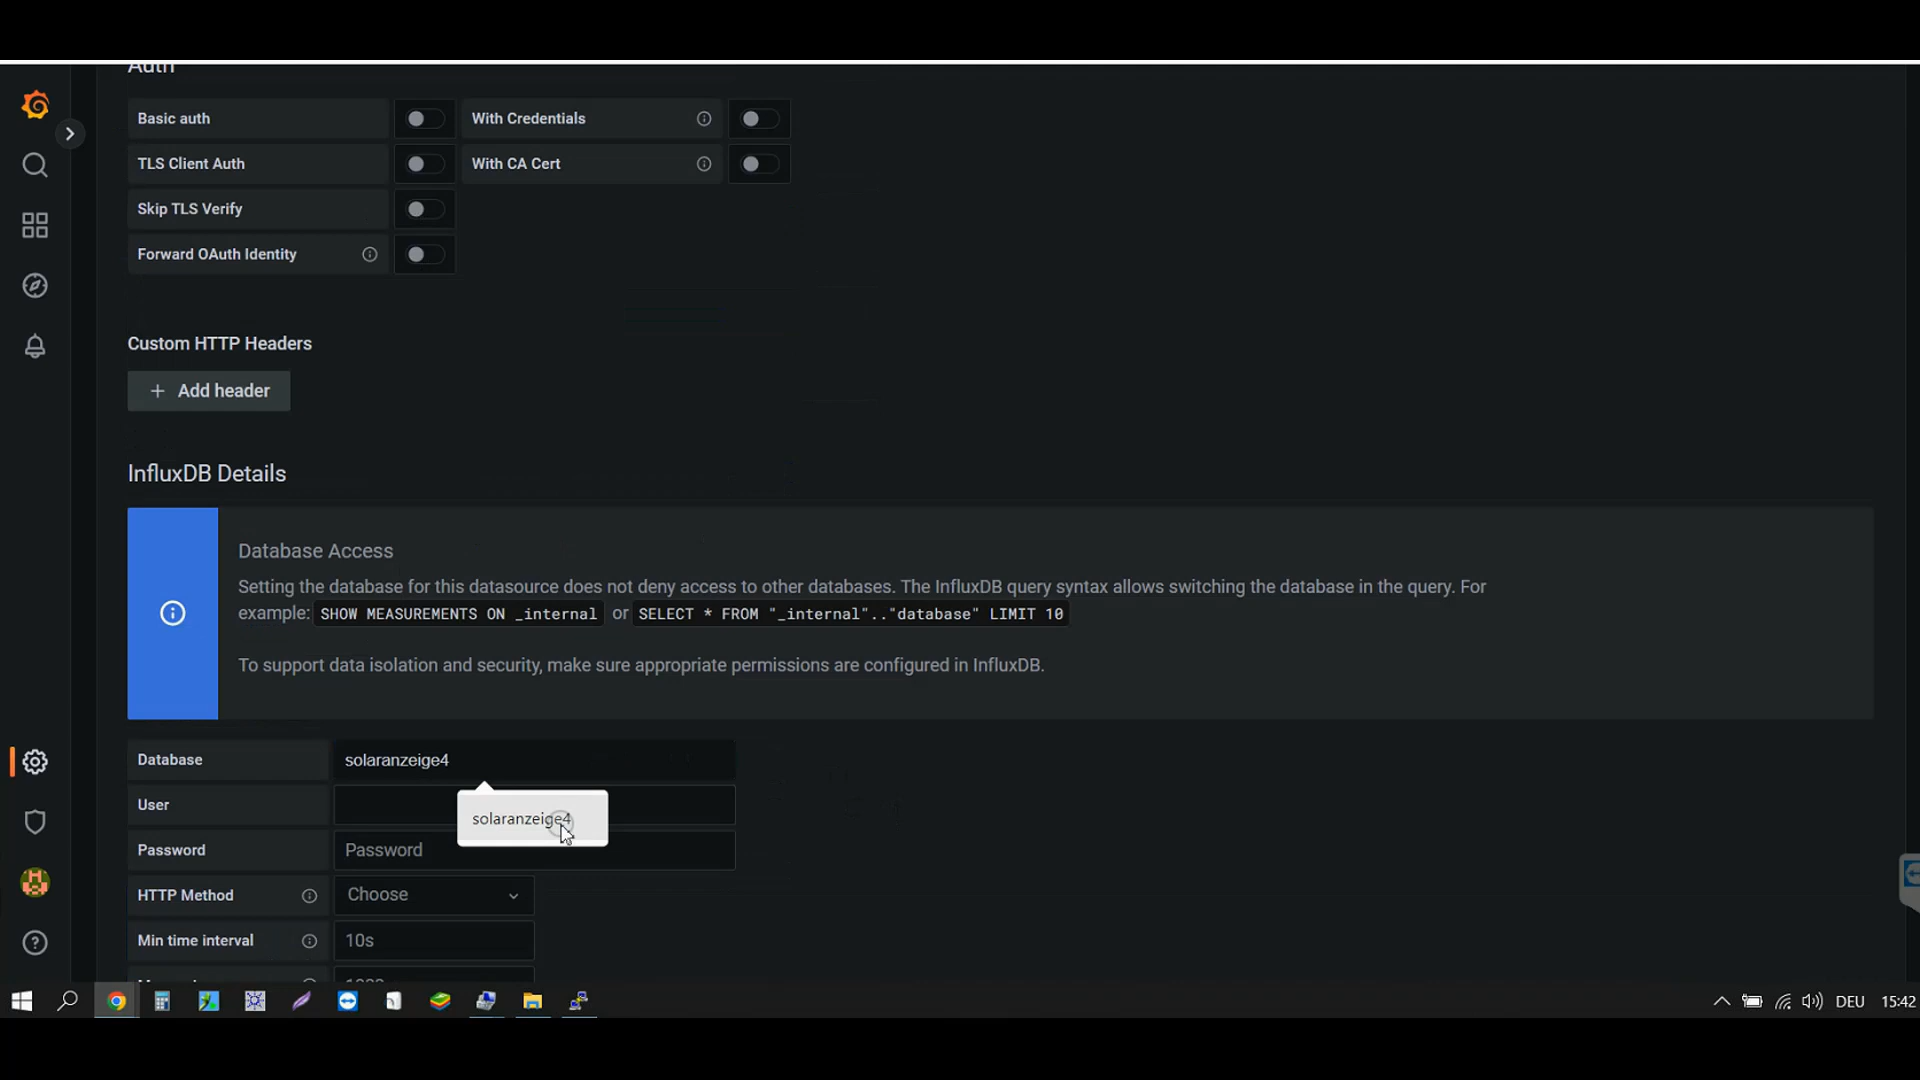 Auth
Basic auth
With Credentials
TLS Client Auth
With CA Cert
Skip TLS Verify
Forward OAuth Identity
Custom HTTP Headers
+ Add header
InfluxDB Details
Database Access
Setting the database for this datasource does not deny access to other databases. The InfluxDB query syntax allows switching the database in the query. For
example: SHOW MEASUREMENTS ON _internal or SELECT * FROM "_internal".."database" LIMIT 10
To support data isolation and security, make sure appropriate permissions are configured in InfluxDB.
Database solaranzeige4
User
solaranzeige4
Password Password
HTTP Method Choose
Min time interval 10s
DEU 15:42